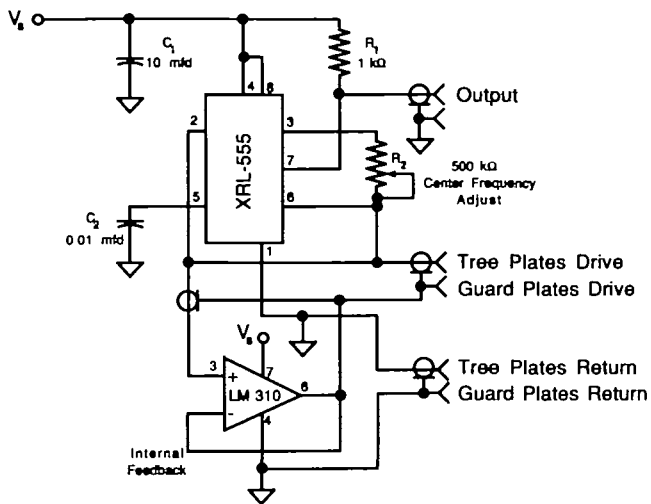 Vs
C1
10 mfd
R1
1 kΩ
4 8
Output
2
3
XRL-555
7
R2
500 kΩ
Center Frequency
Adjust
5
6
C2
0.01 mfd
1
Tree Plates Drive
Guard Plates Drive
Vs
3
+
7
LM 310
6
-
4
Tree Plates Return
Guard Plates Return
Internal
Feedback